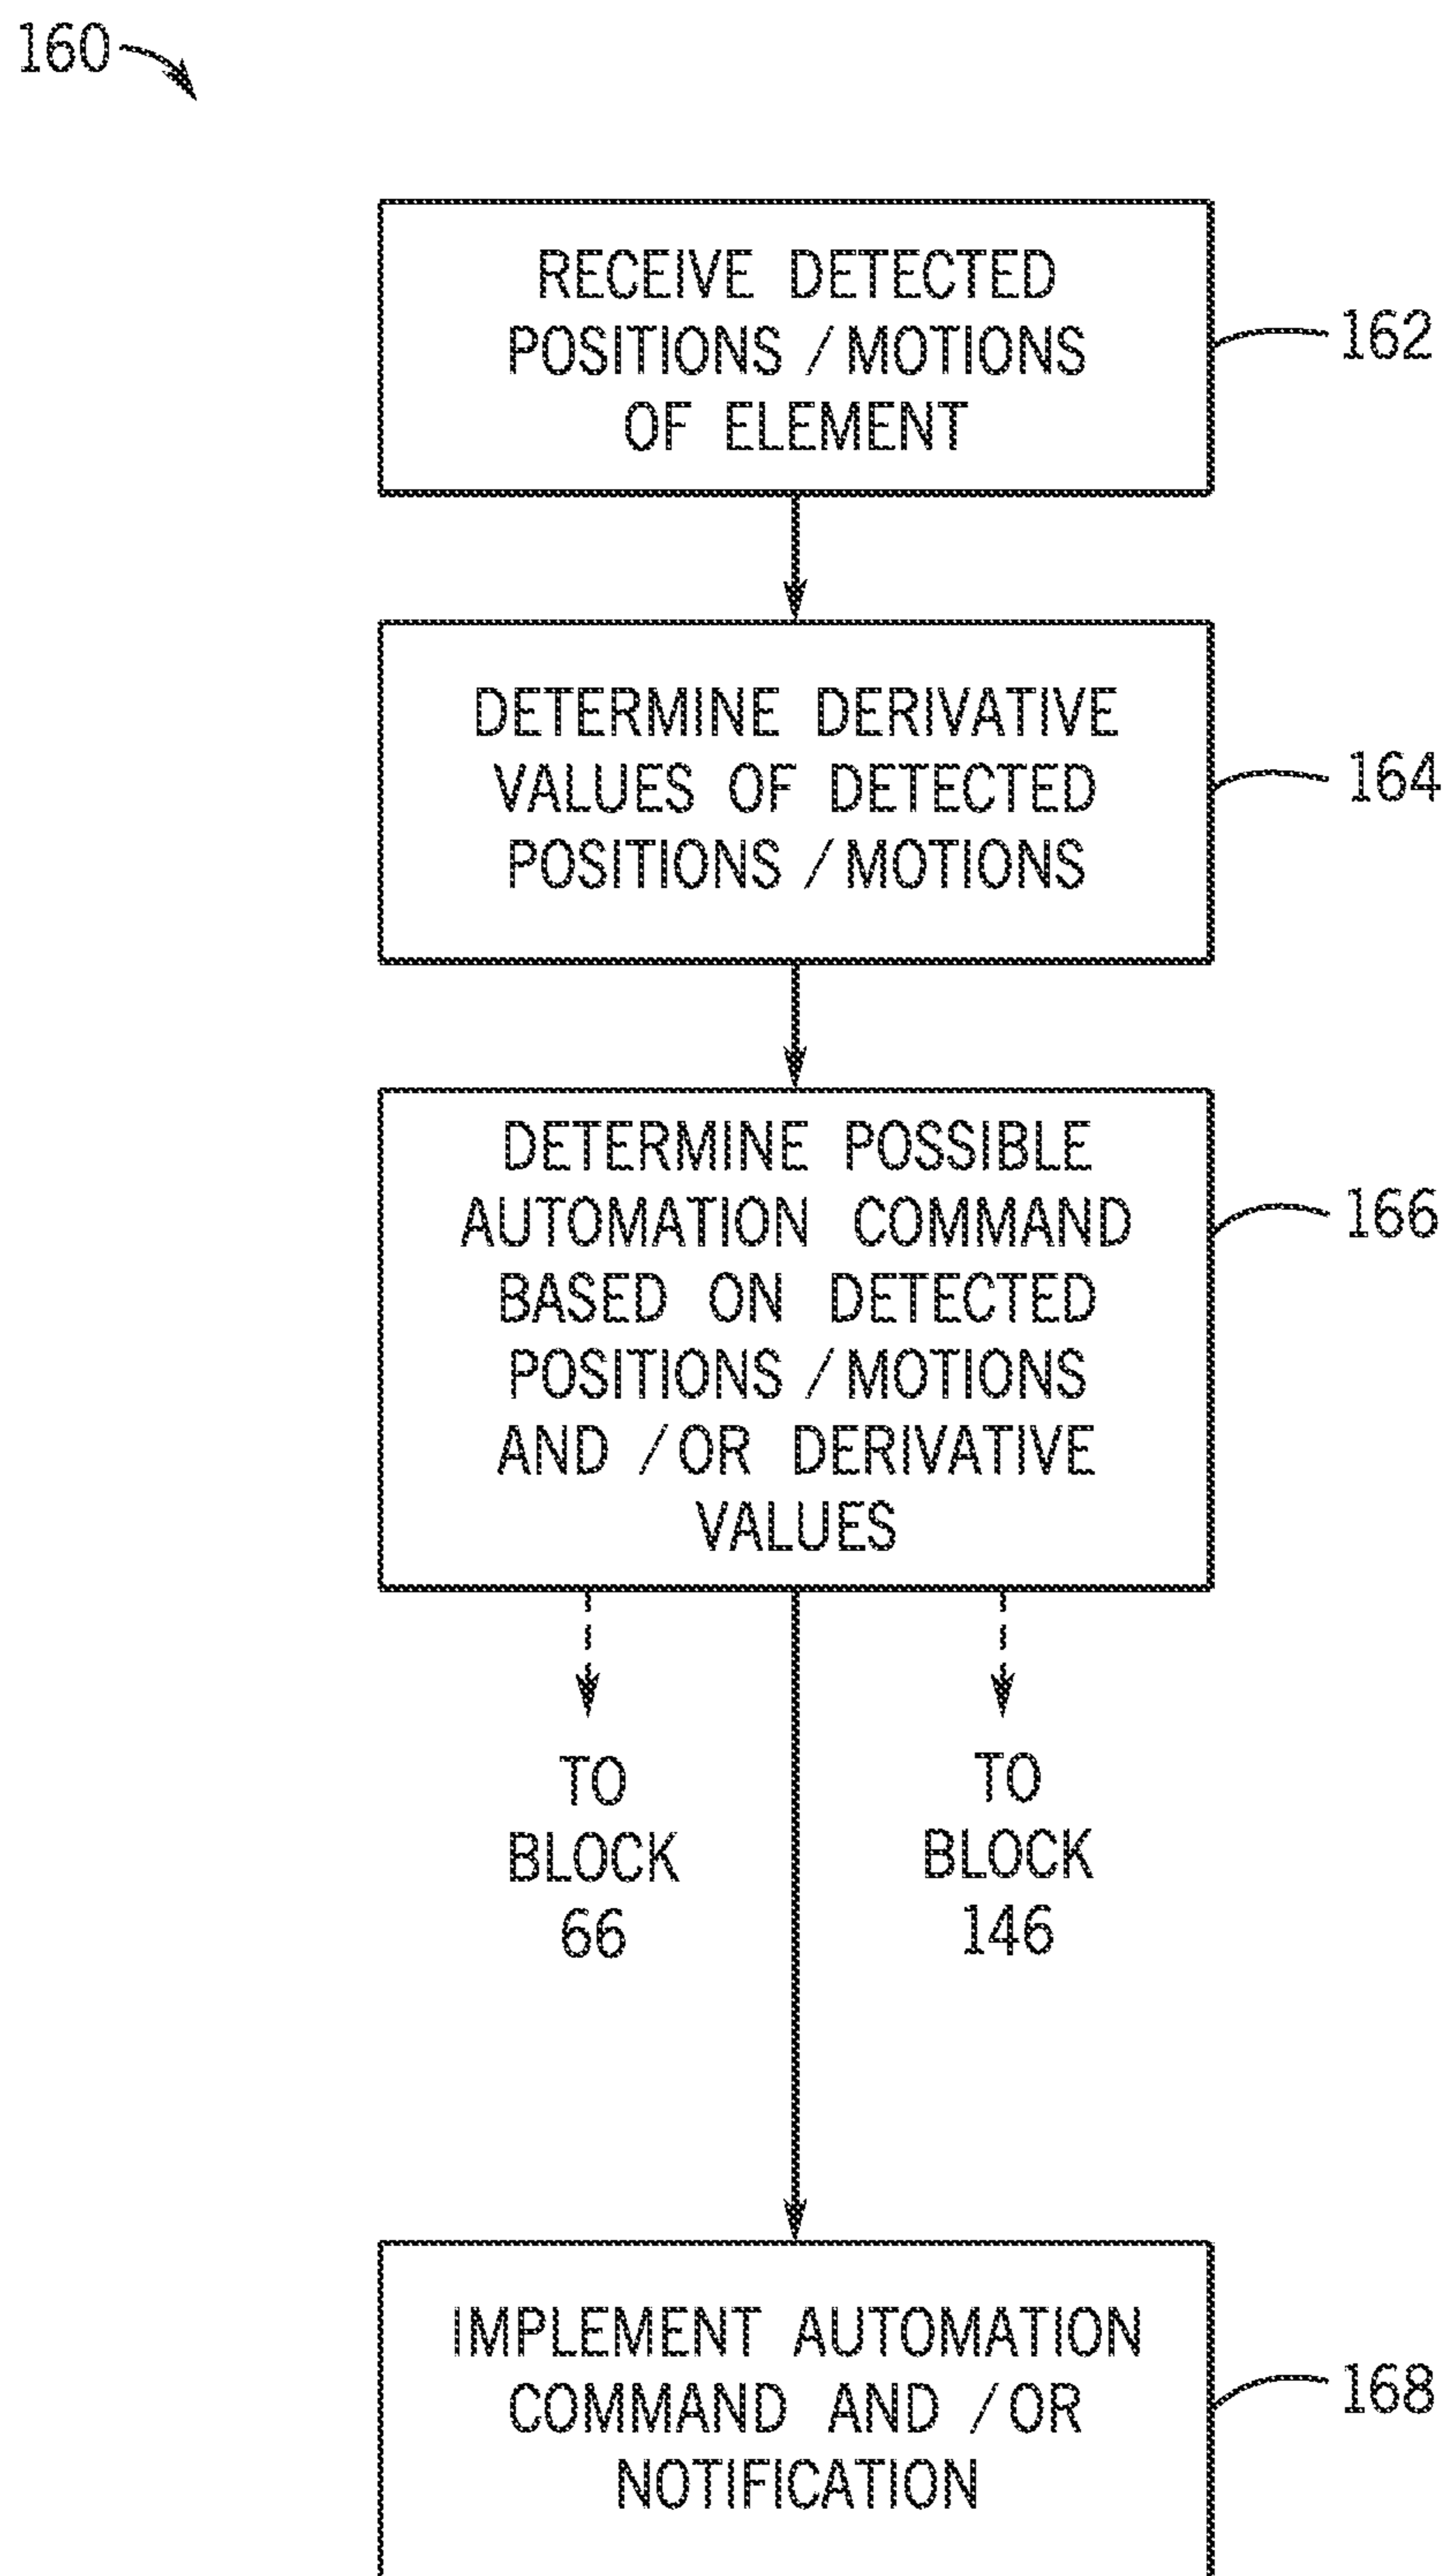 160
RECEIVE DETECTED
POSITIONS / MOTIONS
OF ELEMENT
162
DETERMINE DERIVATIVE
VALUES OF DETECTED
POSITIONS / MOTIONS
164
DETERMINE POSSIBLE
AUTOMATION COMMAND
BASED ON DETECTED
POSITIONS / MOTIONS
AND / OR DERIVATIVE
VALUES
166
TO
BLOCK
66
TO
BLOCK
146
IMPLEMENT AUTOMATION
COMMAND AND / OR
NOTIFICATION
168